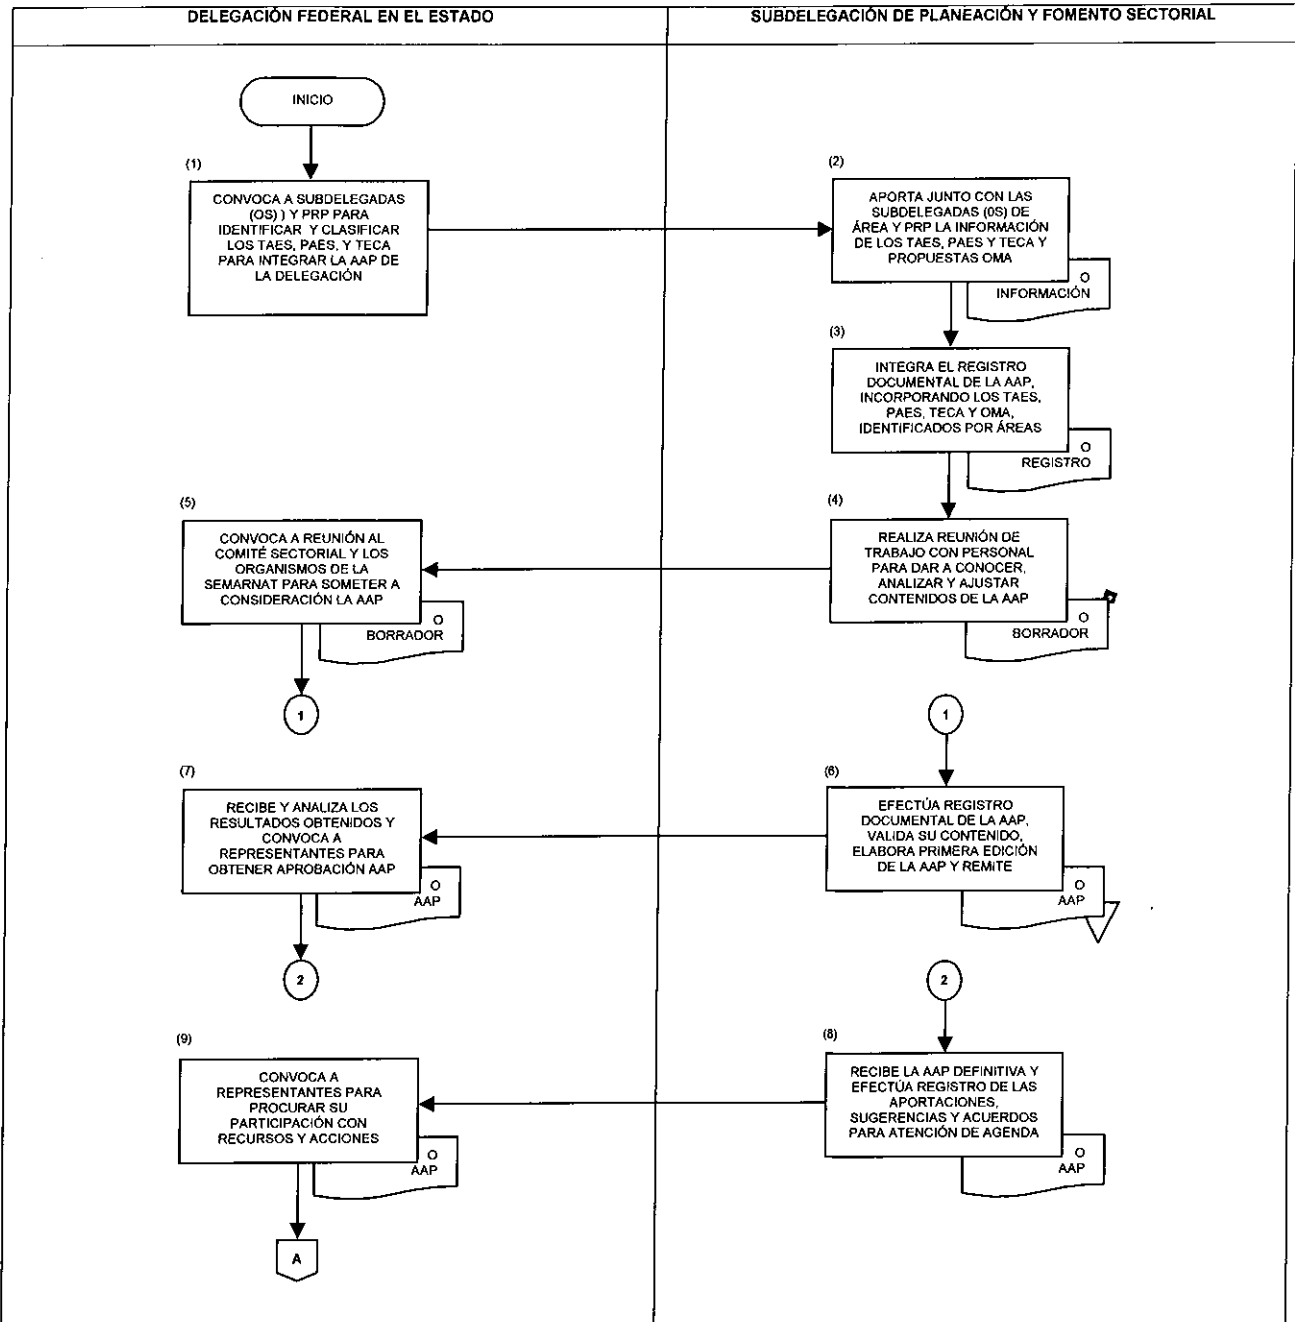 DELEGACIÓN FEDERAL EN EL ESTADO
SUBDELEGACIÓN DE PLANEACIÓN Y FOMENTO SECTORIAL
INICIO
(1)
CONVOCA A SUBDELEGADAS
(OS) ) Y PRP PARA
IDENTIFICAR Y CLASIFICAR
LOS TAES, PAES, Y TECA
PARA INTEGRAR LA AAP DE
LA DELEGACIÓN
(2)
APORTA JUNTO CON LAS
SUBDELEGADAS (0S) DE
ÁREA Y PRP LA INFORMACIÓN
DE LOS TAES, PAES Y TECA Y
PROPUESTAS OMA
O
INFORMACIÓN
(3)
INTEGRA EL REGISTRO
DOCUMENTAL DE LA AAP,
INCORPORANDO LOS TAES,
PAES, TECA Y OMA,
IDENTIFICADOS POR ÁREAS
O
REGISTRO
(4)
REALIZA REUNIÓN DE
TRABAJO CON PERSONAL
PARA DAR A CONOCER,
ANALIZAR Y AJUSTAR
CONTENIDOS DE LA AAP
O
BORRADOR
(5)
CONVOCA A REUNIÓN AL
COMITÉ SECTORIAL Y LOS
ORGANISMOS DE LA
SEMARNAT PARA SOMETER A
CONSIDERACIÓN LA AAP
O
BORRADOR
1
1
(6)
EFECTÚA REGISTRO
DOCUMENTAL DE LA AAP,
VALIDA SU CONTENIDO,
ELABORA PRIMERA EDICIÓN
DE LA AAP Y REMITE
O
AAP
(7)
RECIBE Y ANALIZA LOS
RESULTADOS OBTENIDOS Y
CONVOCA A
REPRESENTANTES PARA
OBTENER APROBACIÓN AAP
O
AAP
2
2
(8)
RECIBE LA AAP DEFINITIVA Y
EFECTÚA REGISTRO DE LAS
APORTACIONES,
SUGERENCIAS Y ACUERDOS
PARA ATENCIÓN DE AGENDA
O
AAP
(9)
CONVOCA A
REPRESENTANTES PARA
PROCURAR SU
PARTICIPACIÓN CON
RECURSOS Y ACCIONES
O
AAP
A